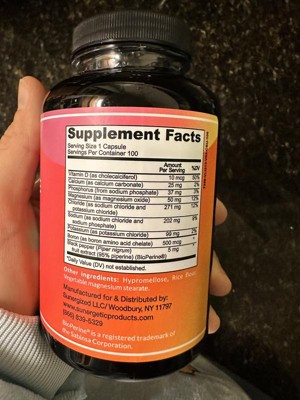 Supplement Facts
Serving Size 1 Capsule
Servings Per Container 100
Amount Per Serving %DV
Vitamin D (as cholecalciferol) 10 mcg 50%
Calcium (as calcium carbonate) 25 mg 2%
Phosphorus (from sodium phosphate) 37 mg 3%
Magnesium (as magnesium oxide) 50 mg 12%
Chloride (as sodium chloride and
potassium chloride) 271 mg 12%
Sodium (as sodium chloride and
sodium phosphate) 202 mg 9%
Potassium (as potassium chloride) 99 mg 2%
Boron (as boron amino acid chelate) 500 mcg *
Black pepper (Piper nigrum)
fruit extract (95% piperine) (BioPerine®) 5 mg *
*Daily Value (DV) not established.
Other Ingredients: Hypromellose, Rice flour,
Vegetable magnesium stearate.
Manufactured for & Distributed by:
Sunergized LLC/ Woodbury, NY 11797
www.sunergeticproducts.com
(866) 839-5329
BioPerine® is a registered trademark of
the Sabinsa Corporation